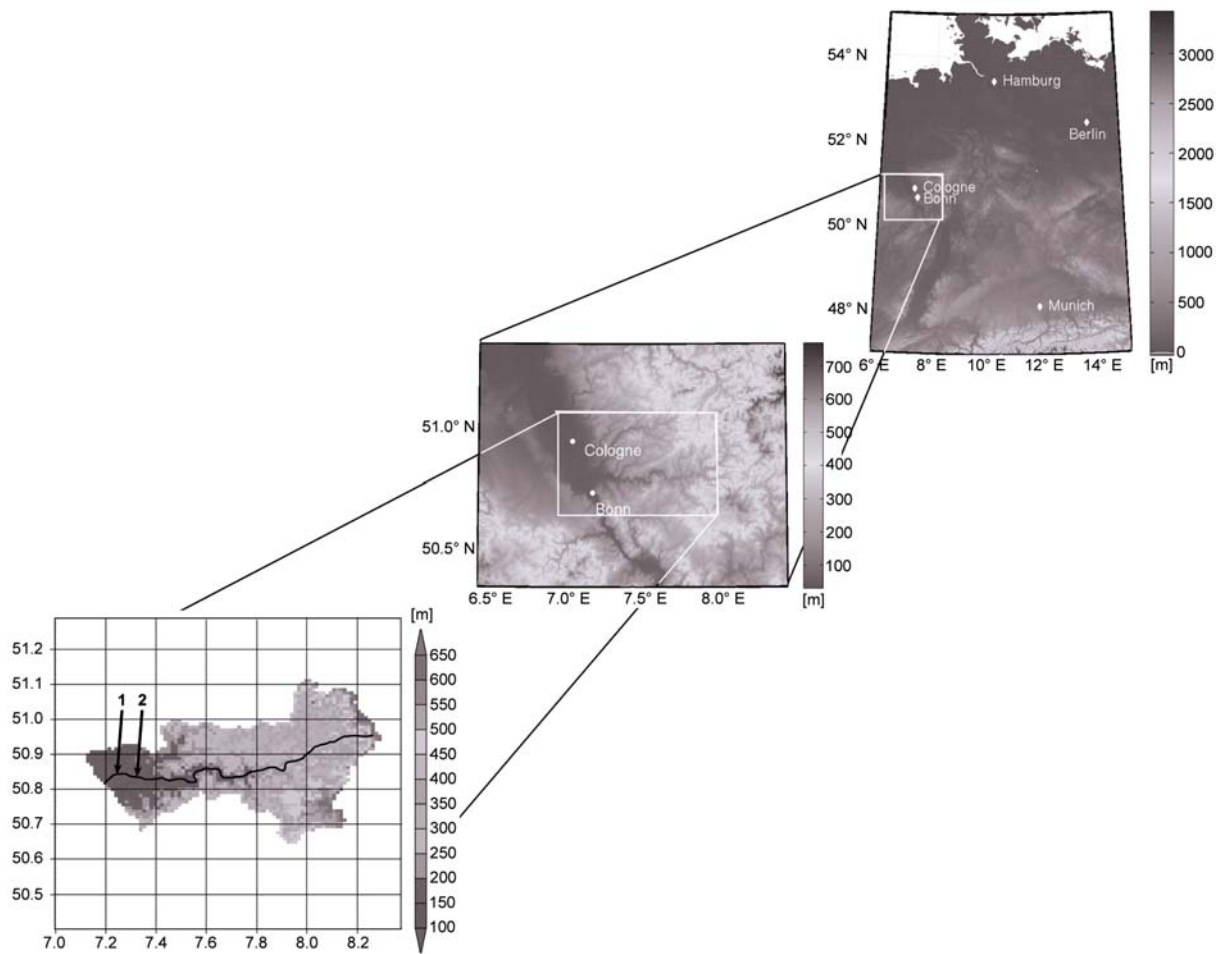 54° N
52° N
50° N
48° N
6° E 8° E 10° E 12° E 14° E
Hamburg
Berlin
Cologne
Bonn
Munich
3000
2500
2000
1500
1000
500
0
[m]
51.0° N
50.5° N
6.5° E 7.0° E 7.5° E 8.0° E
Cologne
Bonn
700
600
500
400
300
200
100
[m]
51.2
51.1
51.0
50.9
50.8
50.7
50.6
50.5
7.0 7.2 7.4 7.6 7.8 8.0 8.2
1 2
[m]
650
600
550
500
450
400
350
300
250
200
150
100